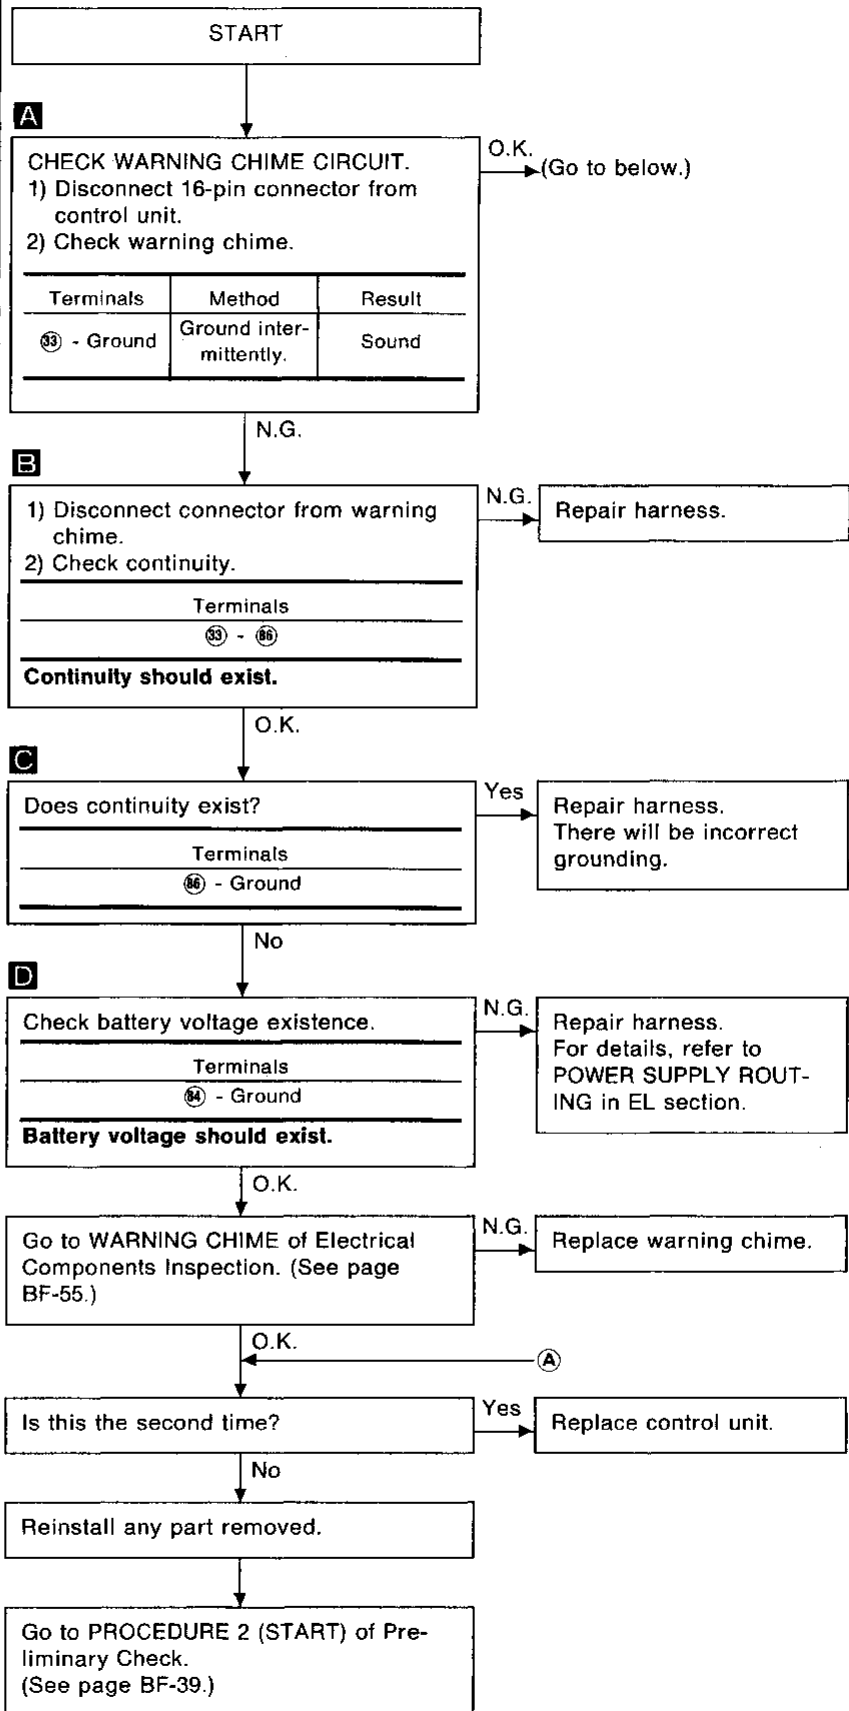 START
A
CHECK WARNING CHIME CIRCUIT.
1) Disconnect 16-pin connector from
control unit.
2) Check warning chime.
Terminals Method Result
33 - Ground Ground inter-
mittently. Sound
O.K.
(Go to below.)
N.G.
B
1) Disconnect connector from warning
chime.
2) Check continuity.
Terminals
33 - 86
Continuity should exist.
N.G.
Repair harness.
O.K.
C
Does continuity exist?
Terminals
86 - Ground
Yes
Repair harness.
There will be incorrect
grounding.
No
D
Check battery voltage existence.
Terminals
84 - Ground
Battery voltage should exist.
N.G.
Repair harness.
For details, refer to
POWER SUPPLY ROUT-
ING in EL section.
O.K.
Go to WARNING CHIME of Electrical
Components Inspection. (See page
BF-55.)
N.G.
Replace warning chime.
O.K.
A
Is this the second time?
Yes
Replace control unit.
No
Reinstall any part removed.
Go to PROCEDURE 2 (START) of Pre-
liminary Check.
(See page BF-39.)